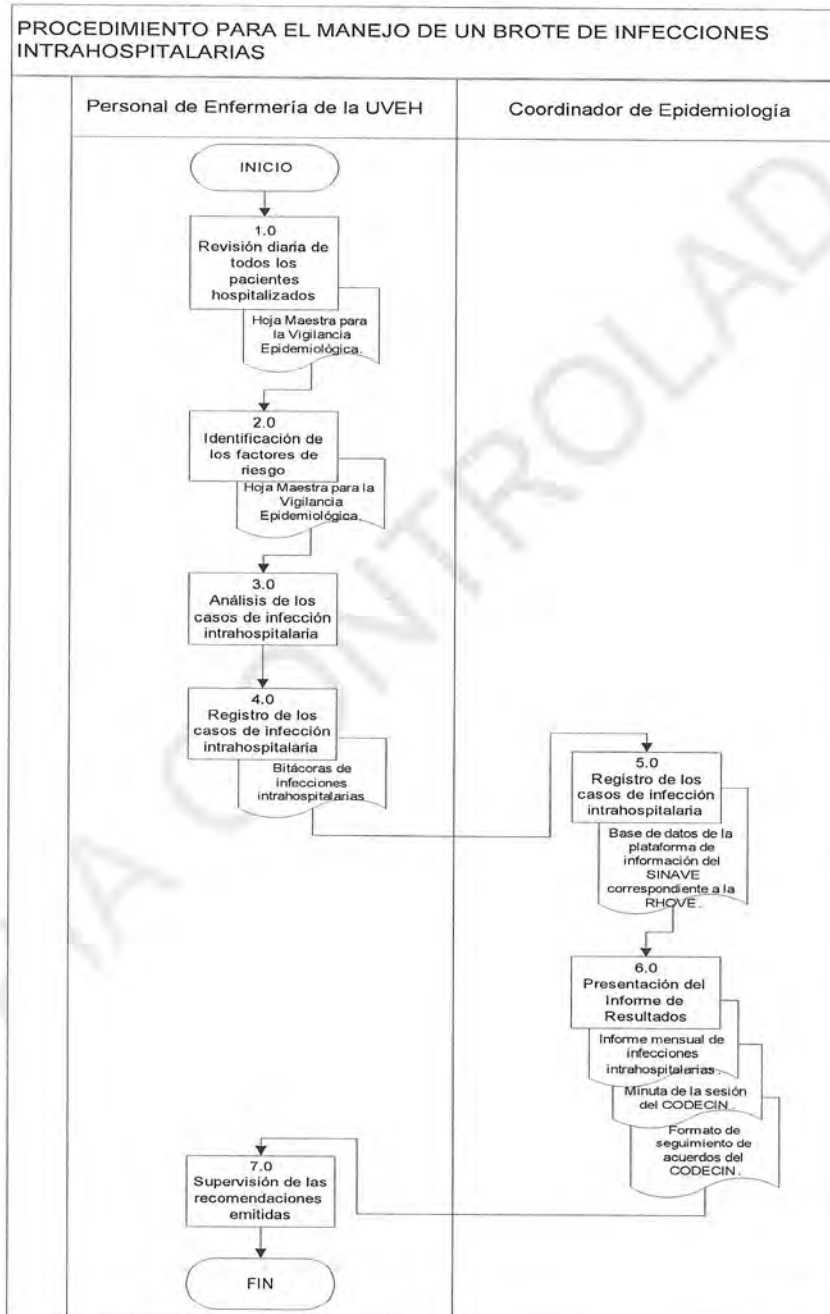 PROCEDIMIENTO PARA EL MANEJO DE UN BROTE DE INFECCIONES
INTRAHOSPITALARIAS
Personal de Enfermería de la UVEH
Coordinador de Epidemiología
INICIO
1.0
Revisión diaria de
todos los
pacientes
hospitalizados
Hoja Maestra para
la Vigilancia
Epidemiológica.
2.0
Identificación de
los factores de
riesgo
Hoja Maestra para la
Vigilancia
Epidemiológica.
3.0
Análisis de los
casos de infección
intrahospitalaria
4.0
Registro de los
casos de infección
intrahospitalaria
Bitácoras de
infecciones
intrahospitalarias
5.0
Registro de los
casos de infección
intrahospitalaria
Base de datos de la
plataforma de
información del
SINAVE
correspondiente a la
RHOVE.
6.0
Presentación del
Informe de
Resultados
Informe mensual de
infecciones
intrahospitalarias.
Minuta de la sesión
del CODECIN.
Formato de
seguimiento de
acuerdos del
CODECIN.
7.0
Supervisión de las
recomendaciones
emitidas
FIN